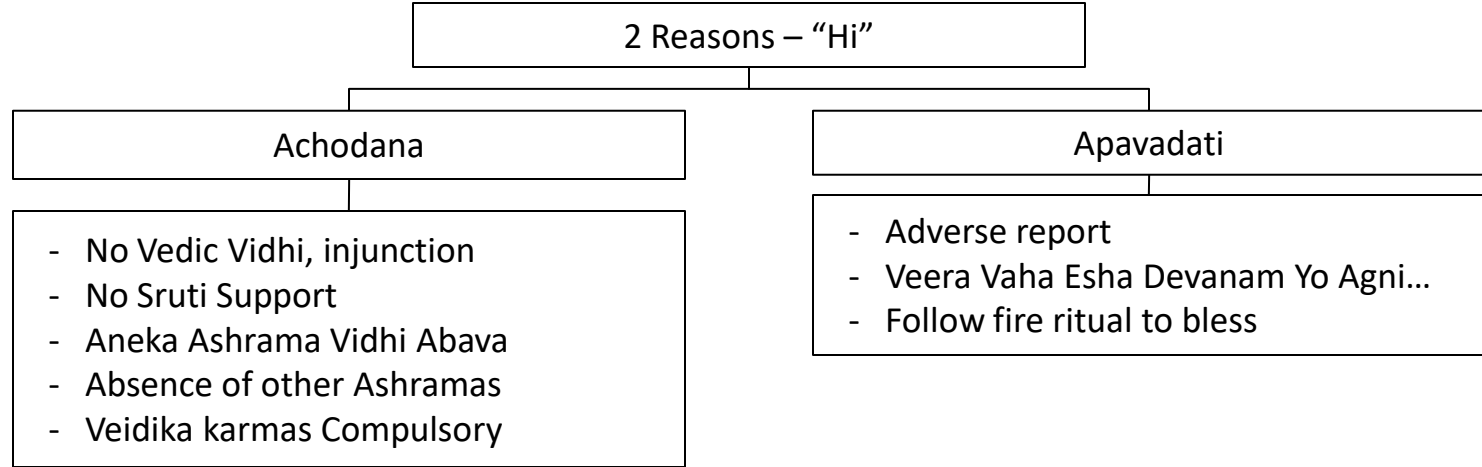 2 Reasons – “Hi”
Achodana
- No Vedic Vidhi, injunction
- No Sruti Support
- Aneka Ashrama Vidhi Abava
- Absence of other Ashramas
- Veidika karmas Compulsory
Apavadati
- Adverse report
- Veera Vaha Esha Devanam Yo Agni…
- Follow fire ritual to bless